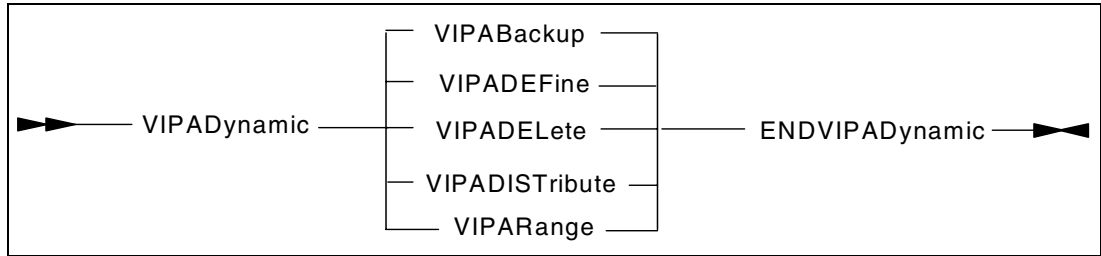 VIPADynamic
VIPABackup
VIPADEFine
VIPADELete
VIPADISTribute
VIPARange
ENDVIPADynamic